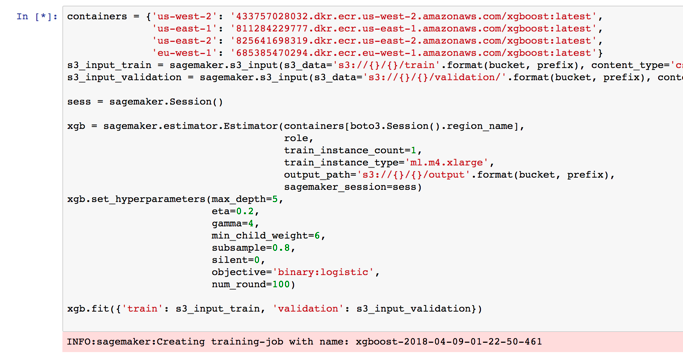 In [*]: containers = {'us-west-2': '433757028032.dkr.ecr.us-west-2.amazonaws.com/xgboost:latest',
'us-east-1': '811284229777.dkr.ecr.us-east-1.amazonaws.com/xgboost:latest',
'us-east-2': '825641698319.dkr.ecr.us-east-2.amazonaws.com/xgboost:latest',
'eu-west-1': '685385470294.dkr.ecr.eu-west-1.amazonaws.com/xgboost:latest'}
s3_input_train = sagemaker.s3_input(s3_data='s3://{}/{}/train'.format(bucket, prefix), content_type='cs
s3_input_validation = sagemaker.s3_input(s3_data='s3://{}/{}/validation/'.format(bucket, prefix), conte
sess = sagemaker.Session()
xgb = sagemaker.estimator.Estimator(containers[boto3.Session().region_name],
role,
train_instance_count=1,
train_instance_type='ml.m4.xlarge',
output_path='s3://{}/{}/output'.format(bucket, prefix),
sagemaker_session=sess)
xgb.set_hyperparameters(max_depth=5,
eta=0.2,
gamma=4,
min_child_weight=6,
subsample=0.8,
silent=0,
objective='binary:logistic',
num_round=100)
xgb.fit({'train': s3_input_train, 'validation': s3_input_validation})
INFO:sagemaker:Creating training-job with name: xgboost-2018-04-09-01-22-50-461